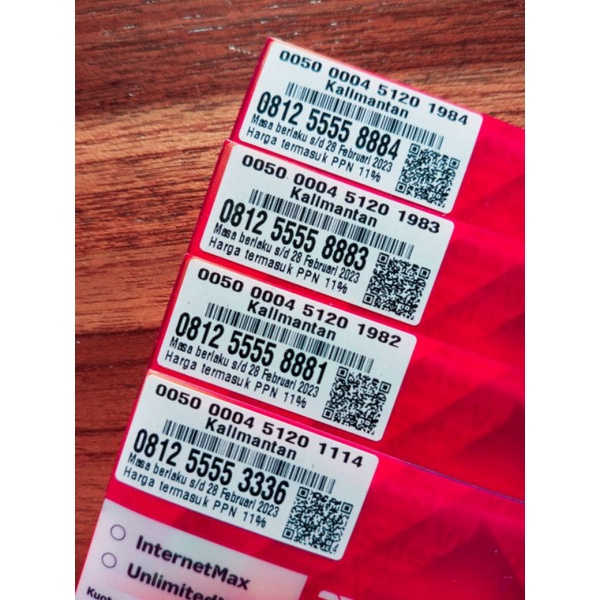 0050 0004 5120 1984
Kalimantan
0812 5555 8884
Masa berlaku s/d 28 Februari 2023
Harga termasuk PPN 11%
0050 0004 5120 1983
Kalimantan
0812 5555 8883
Masa berlaku s/d 28 Februari 2023
Harga termasuk PPN 11%
0050 0004 5120 1982
Kalimantan
0812 5555 8881
Masa berlaku s/d 28 Februari 2023
Harga termasuk PPN 11%
0050 0004 5120 1114
Kalimantan
0812 5555 3336
Masa berlaku s/d 28 Februari 2023
Harga termasuk PPN 11%
InternetMax